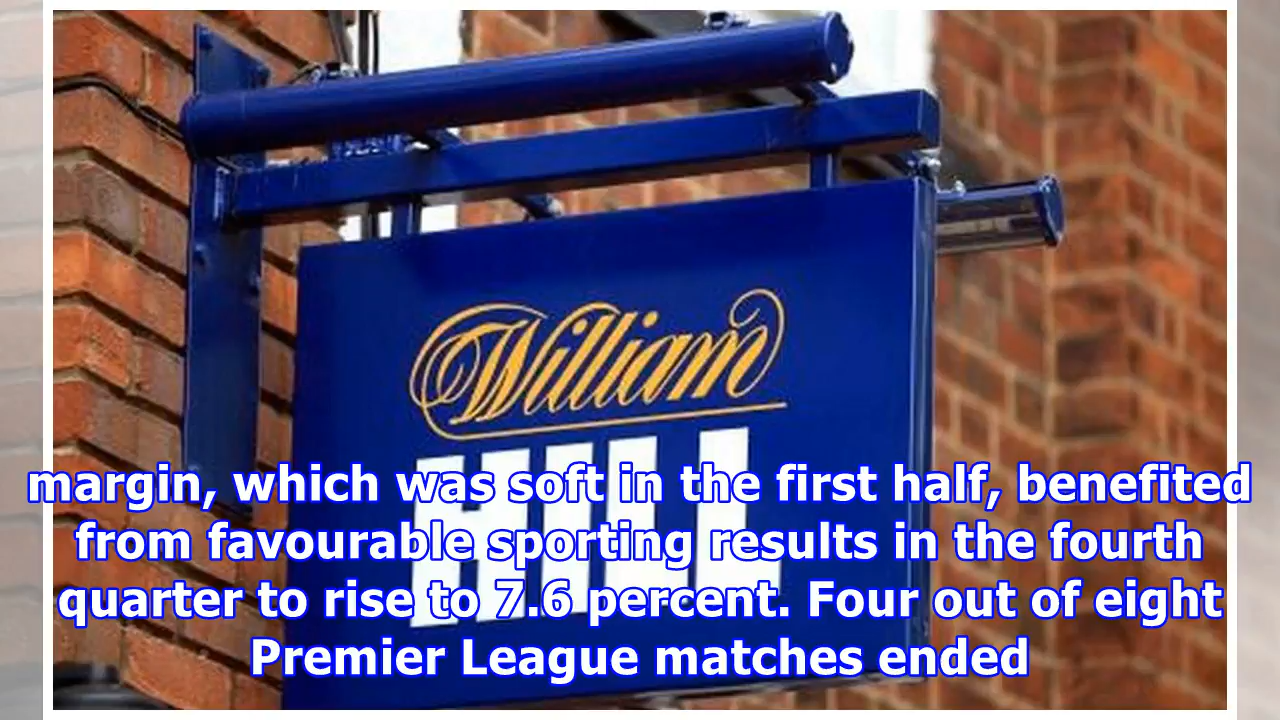 William
HILL
margin, which was soft in the first half, benefited
from favourable sporting results in the fourth
quarter to rise to 7.6 percent. Four out of eight
Premier League matches ended